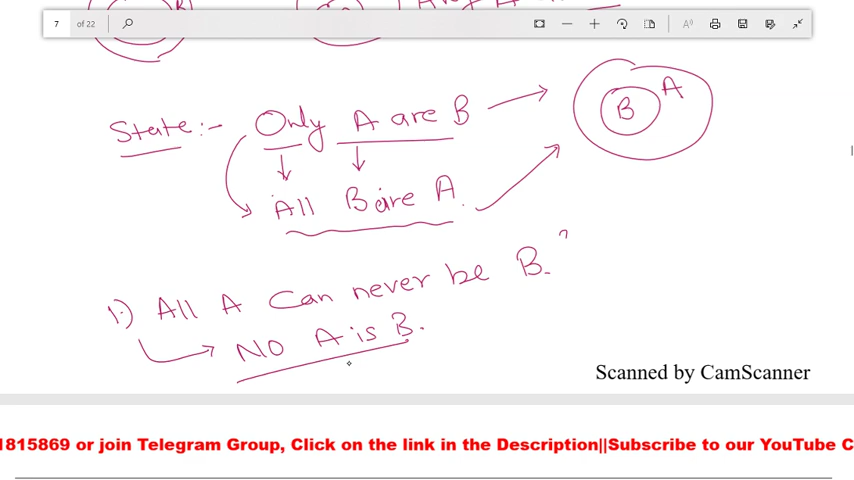 7 of 22
State:- Only A are B
B A
All B are A.
1.) All A Can never be B.?
NO A is B.
Scanned by CamScanner
1815869 or join Telegram Group, Click on the link in the Description||Subscribe to our YouTube C